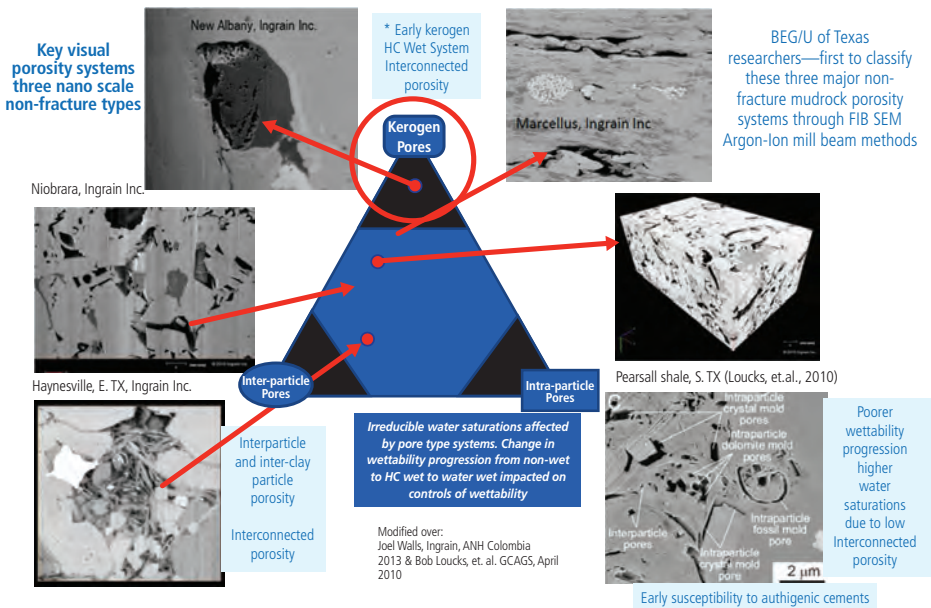 Key visual
porosity systems
three nano scale
non-fracture types
New Albany, Ingrain Inc.
* Early kerogen
HC Wet System
Interconnected
porosity
Marcellus, Ingrain Inc
BEG/U of Texas
researchers—first to classify
these three major non-
fracture mudrock porosity
systems through FIB SEM
Argon-Ion mill beam methods
Kerogen
Pores
Niobrara, Ingrain Inc.
Haynesville, E. TX, Ingrain Inc.
Inter-particle
Pores
Intra-particle
Pores
Pearsall shale, S. TX (Loucks, et.al., 2010)
Interparticle
and inter-clay
particle
porosity
Interconnected
porosity
Irreducible water saturations affected
by pore type systems. Change in
wettability progression from non-wet
to HC wet to water wet impacted on
controls of wettability
Modified over:
Joel Walls, Ingrain, ANH Colombia
2013 & Bob Loucks, et. al. GCAGS, April
2010
Intraparticle
crystal mold
pores
Intraparticle
dolomite mold
pores
Interparticle
pores
Intraparticle
fossil mold
pore
Intraparticle
crystal mold
pore
2 µm
Poorer
wettability
progression
higher
water
saturations
due to low
Interconnected
porosity
Early susceptibility to authigenic cements